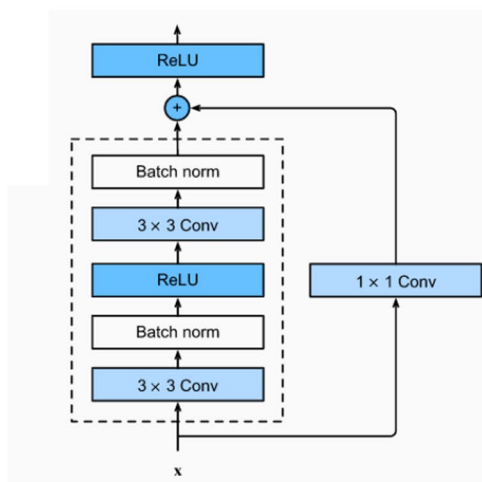 ReLU
+
Batch norm
3 × 3 Conv
ReLU
1 × 1 Conv
Batch norm
3 × 3 Conv
x